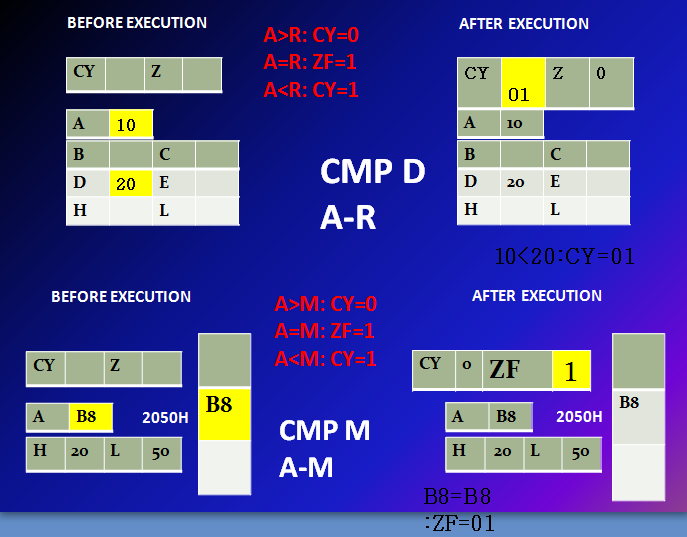 BEFORE EXECUTION
A>R: CY=0
A=R: ZF=1
A<R: CY=1
AFTER EXECUTION
CY Z
A 10
B C
D 20 E
H L
CMP D
A-R
CY 01 Z 0
A 10
B C
D 20 E
H L
10<20:CY=01
BEFORE EXECUTION
A>M: CY=0
A=M: ZF=1
A<M: CY=1
AFTER EXECUTION
CY Z
A B8 2050H B8
H 20 L 50
CMP M
A-M
CY 0 ZF 1
A B8 2050H B8
H 20 L 50
B8=B8
:ZF=01